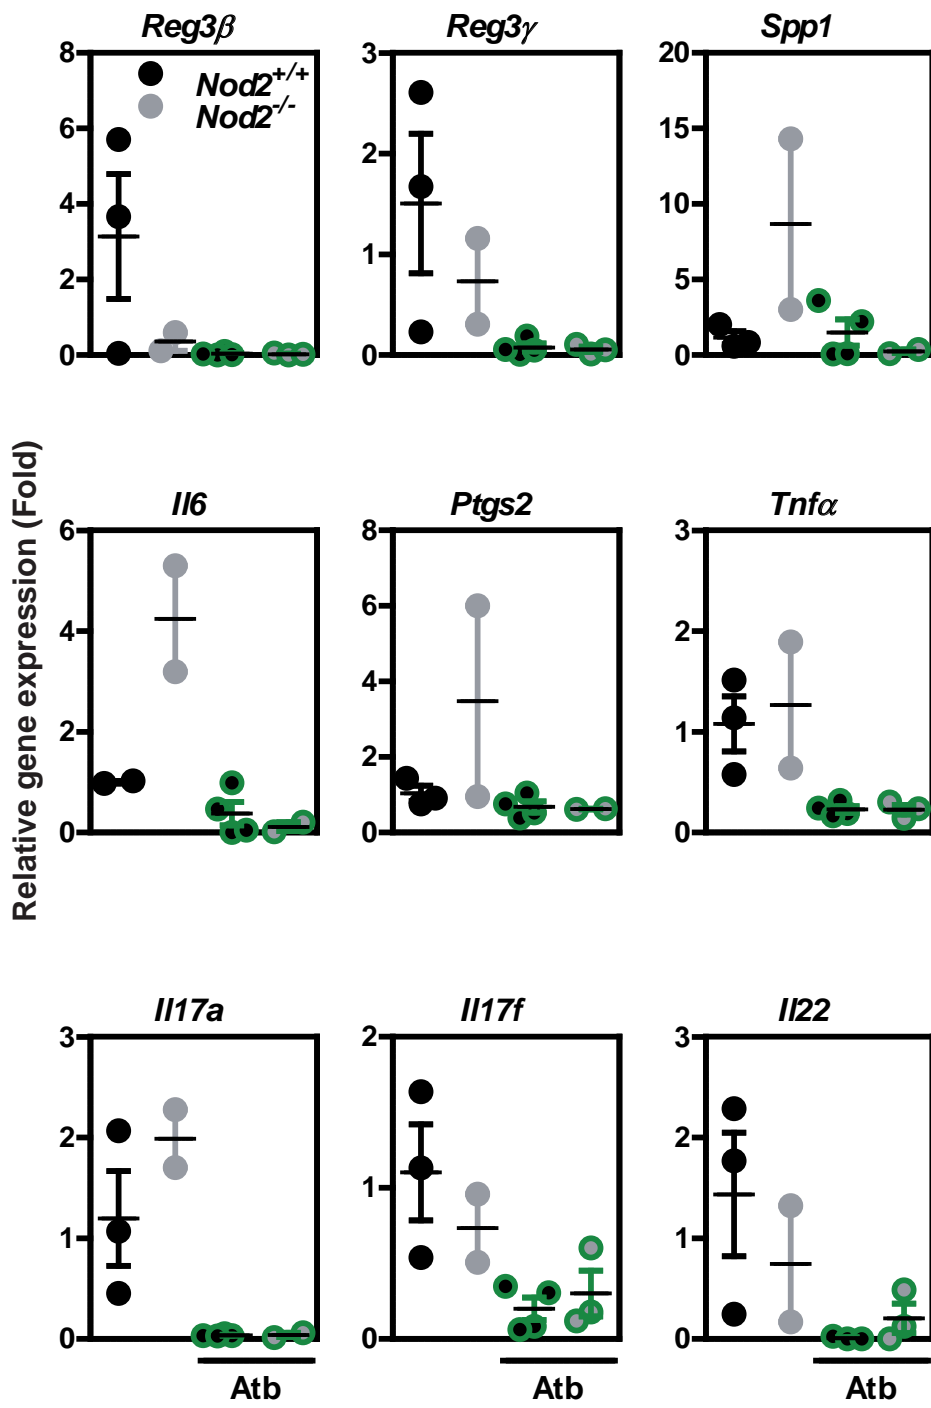 Reg3β
Reg3γ
Spp1
8
6
4
2
0
Nod2+/+
Nod2-/-
3
2
1
0
20
15
10
5
0
Relative gene expression (Fold)
Il6
Ptgs2
Tnfα
6
4
2
0
8
6
4
2
0
3
2
1
0
Il17a
Il17f
Il22
3
2
1
0
2
1
0
3
2
1
0
Atb
Atb
Atb